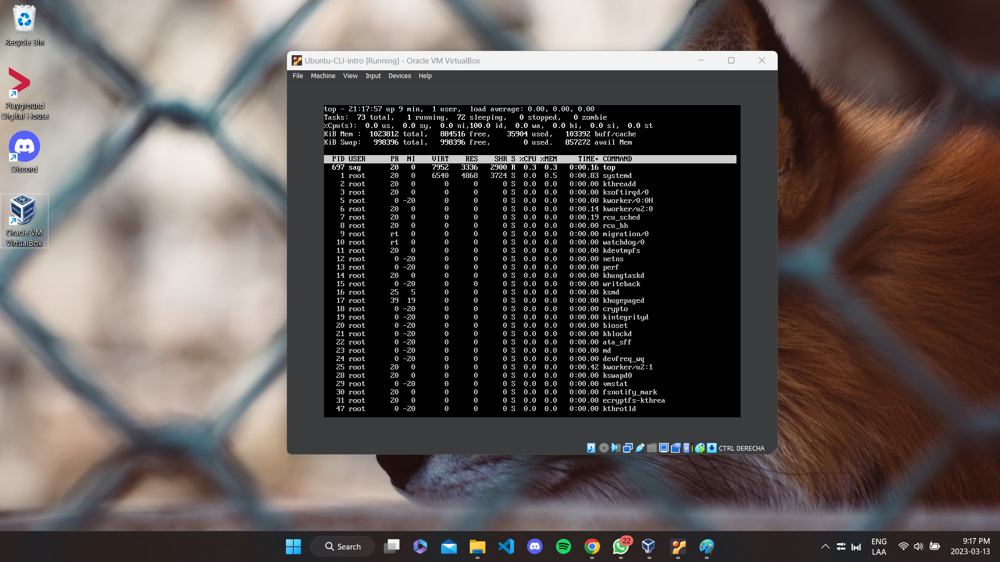 Recycle Bin
Playground
Digital House
Discord
Oracle VM
VirtualBox
Ubuntu-CLI-intro [Running] - Oracle VM VirtualBox
File Machine View Input Devices Help
top - 21:17:57 up 9 min,  1 user,  load average: 0.00, 0.00, 0.00
Tasks:  73 total,   1 running,  72 sleeping,   0 stopped,   0 zombie
%Cpu(s):  0.0 us,  0.0 sy,  0.0 ni,100.0 id,  0.0 wa,  0.0 hi,  0.0 si,  0.0 st
KiB Mem :  1023812 total,   884516 free,    35904 used,   103392 buff/cache
KiB Swap:   998396 total,   998396 free,        0 used.   857272 avail Mem
PID USER      PR  NI    VIRT    RES    SHR S %CPU %MEM     TIME+ COMMAND
697 sag       20   0    7952   3336   2900 R  0.3  0.3   0:00.16 top
1 root      20   0    6540   4868   3724 S  0.0  0.5   0:00.83 systemd
2 root      20   0       0      0      0 S  0.0  0.0   0:00.00 kthreadd
3 root      20   0       0      0      0 S  0.0  0.0   0:00.00 ksoftirqd/0
5 root       0 -20       0      0      0 S  0.0  0.0   0:00.00 kworker/0:0H
6 root      20   0       0      0      0 S  0.0  0.0   0:00.14 kworker/u2:0
7 root      20   0       0      0      0 S  0.0  0.0   0:00.19 rcu_sched
8 root      20   0       0      0      0 S  0.0  0.0   0:00.00 rcu_bh
9 root      rt   0       0      0      0 S  0.0  0.0   0:00.00 migration/0
10 root      rt   0       0      0      0 S  0.0  0.0   0:00.00 watchdog/0
11 root      20   0       0      0      0 S  0.0  0.0   0:00.00 kdevtmpfs
12 root       0 -20       0      0      0 S  0.0  0.0   0:00.00 netns
13 root       0 -20       0      0      0 S  0.0  0.0   0:00.00 perf
14 root      20   0       0      0      0 S  0.0  0.0   0:00.00 khungtaskd
15 root       0 -20       0      0      0 S  0.0  0.0   0:00.00 writeback
16 root      25   5       0      0      0 S  0.0  0.0   0:00.00 ksmd
17 root      39  19       0      0      0 S  0.0  0.0   0:00.00 khugepaged
18 root       0 -20       0      0      0 S  0.0  0.0   0:00.00 crypto
19 root       0 -20       0      0      0 S  0.0  0.0   0:00.00 kintegrityd
20 root       0 -20       0      0      0 S  0.0  0.0   0:00.00 bioset
21 root       0 -20       0      0      0 S  0.0  0.0   0:00.00 kblockd
22 root       0 -20       0      0      0 S  0.0  0.0   0:00.00 ata_sff
23 root       0 -20       0      0      0 S  0.0  0.0   0:00.00 md
24 root       0 -20       0      0      0 S  0.0  0.0   0:00.00 devfreq_wq
25 root      20   0       0      0      0 S  0.0  0.0   0:00.42 kworker/u2:1
28 root      20   0       0      0      0 S  0.0  0.0   0:00.00 kswapd0
29 root       0 -20       0      0      0 S  0.0  0.0   0:00.00 vmstat
30 root      20   0       0      0      0 S  0.0  0.0   0:00.00 fsnotify_mark
31 root      20   0       0      0      0 S  0.0  0.0   0:00.00 ecryptfs-kthrea
47 root       0 -20       0      0      0 S  0.0  0.0   0:00.00 kthrotld
CTRL DERECHA
Search
22
ENG
LAA
9:17 PM
2023-03-13